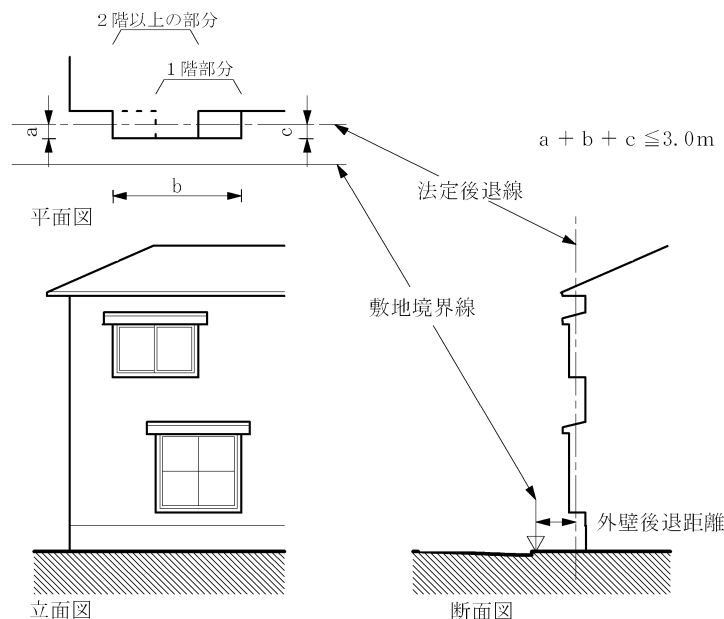 2階以上の部分
1階部分
a
c
a+b+c≦3.0m
b
法定後退線
平面図
敷地境界線
外壁後退距離
立面図
断面図